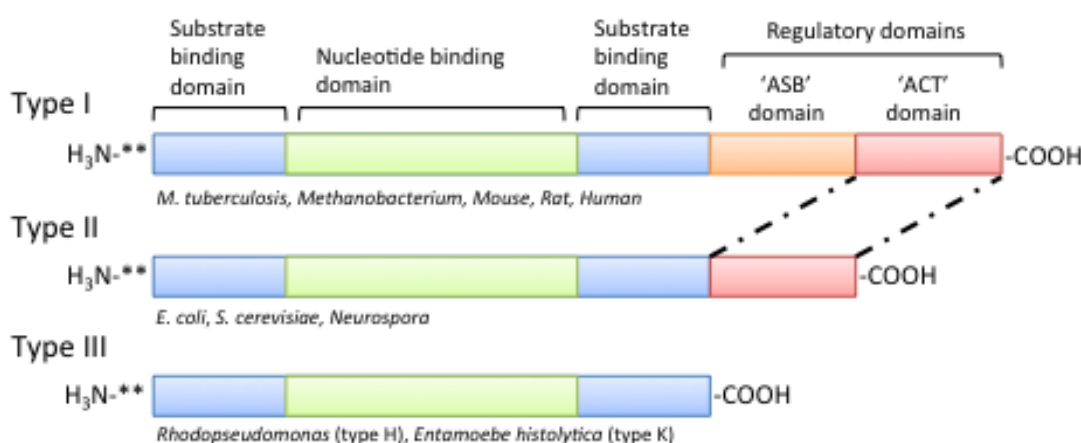 Substrate binding domain
Nucleotide binding domain
Substrate binding domain
Regulatory domains
'ASB' domain
'ACT' domain
Type I
H₃N-** -COOH
M. tuberculosis, Methanobacterium, Mouse, Rat, Human
Type II
H₃N-** -COOH
E. coli, S. cerevisiae, Neurospora
Type III
H₃N-** -COOH
Rhodopseudomonas (type H), Entamoebe histolytica (type K)